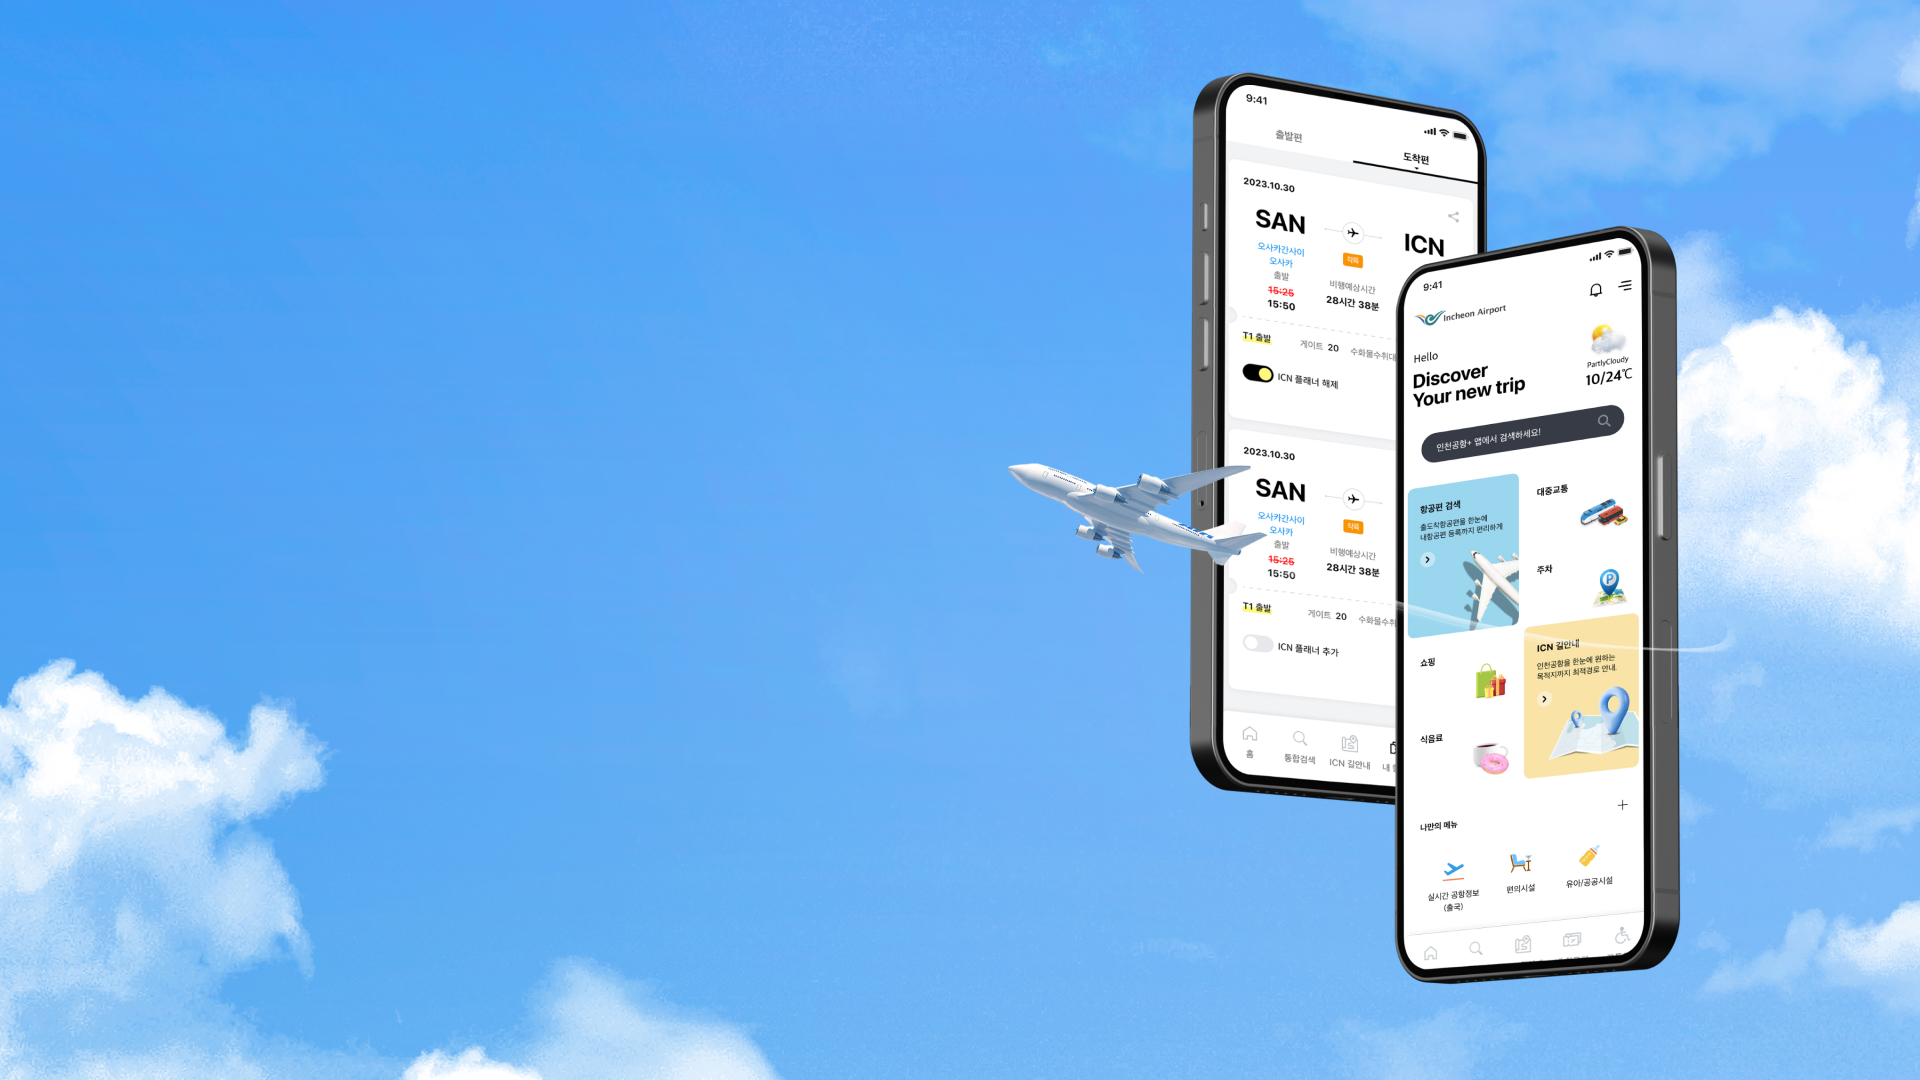 9:41
출발편
도착편
2023.10.30
SAN
ICN
오사카간사이
오사카
출발
15:25
15:50
직륙
비행예상시간
28시간 38분
T1 출발
게이트 20
수화물수취대
ICN 플래너 해제
2023.10.30
SAN
오사카간사이
오사카
출발
15:25
15:50
비행예상시간
28시간 38분
T1 출발
게이트 20
수화물수취
ICN 플래너 추가
홈
통합검색
ICN 길안내
내
9:41
Incheon Airport
Hello
Discover
Your new trip
PartlyCloudy
10/24℃
인천공항+ 앱에서 검색하세요!
항공편 검색
출도착항공편을 한눈에
내항공편 등록까지 편리하게
대중교통
주차
P
쇼핑
ICN 길안내
인천공항을 한눈에 원하는
목적지까지 최적경로 안내.
식음료
나만의 메뉴
실시간 공항정보
(출국)
편의시설
유아/공공시설